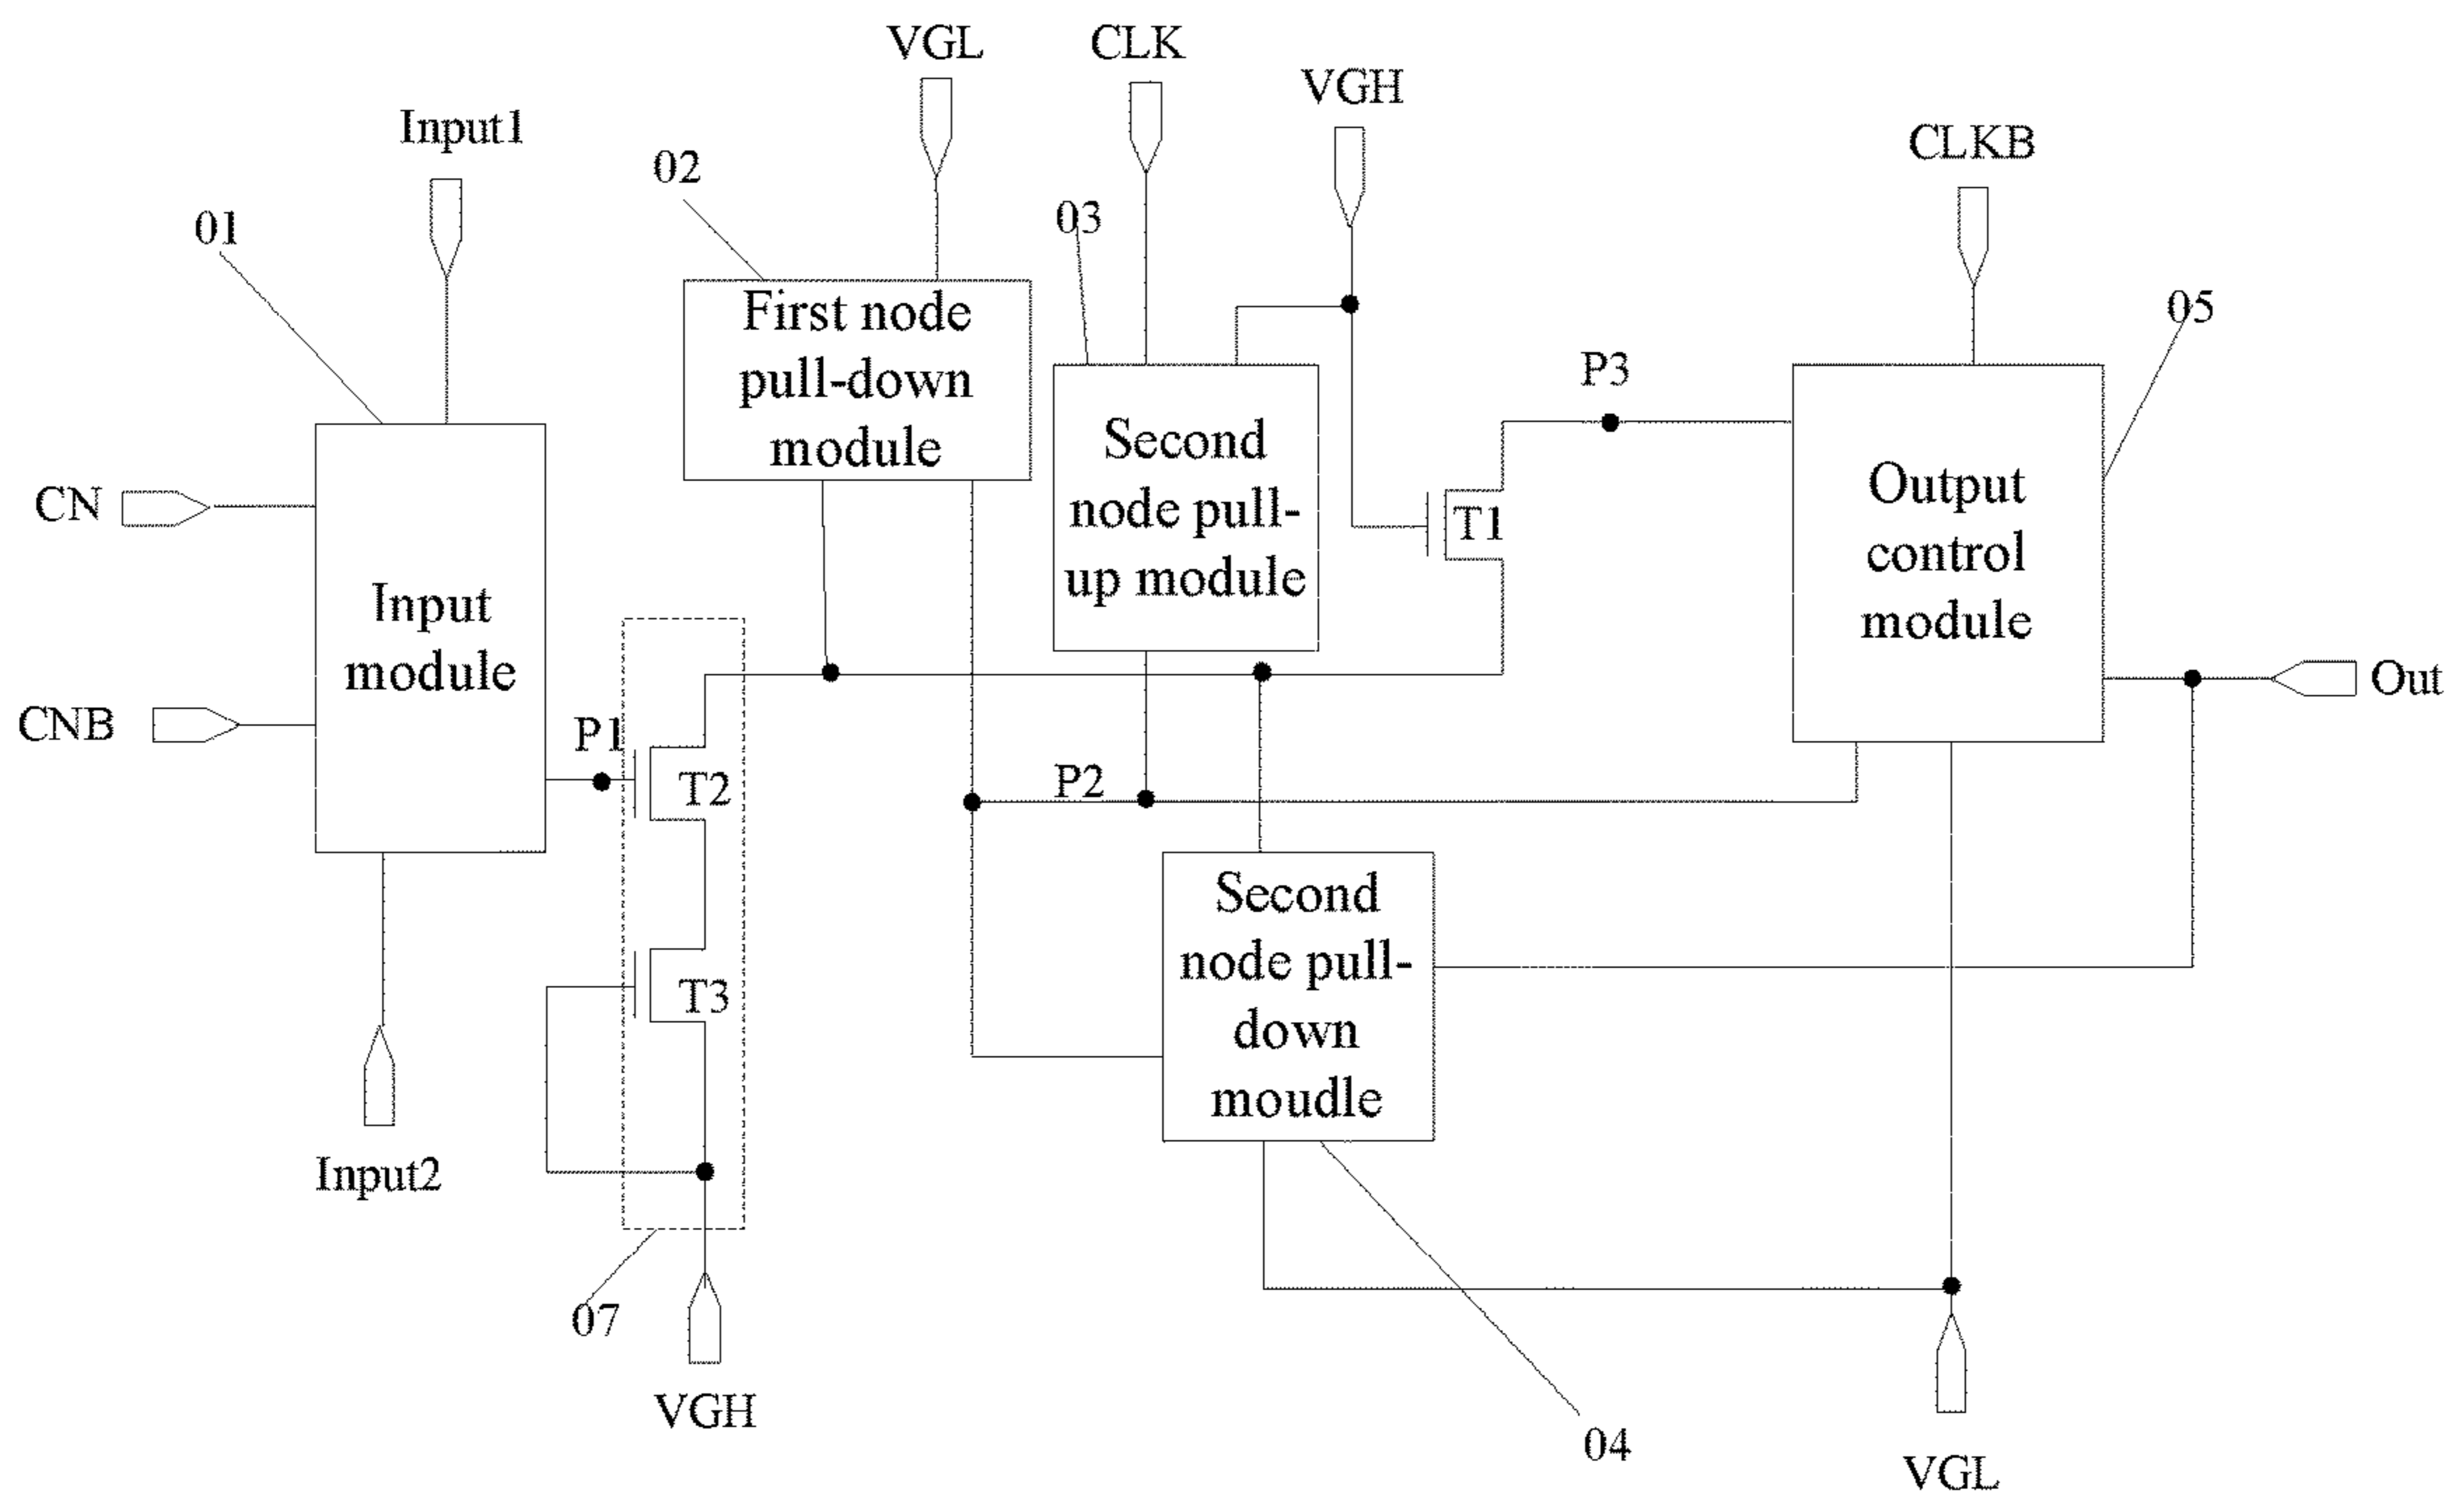 VGL
CLK
VGH
Input1
CLKB
02
03
01
05
First node
pull-down
module
P3
Second
node pull-
up module
CN
T1
Output
control
module
Input
module
Out
CNB
P1
T2
P2
Second
node pull-
down
moudle
T3
Input2
07
VGH
04
VGL